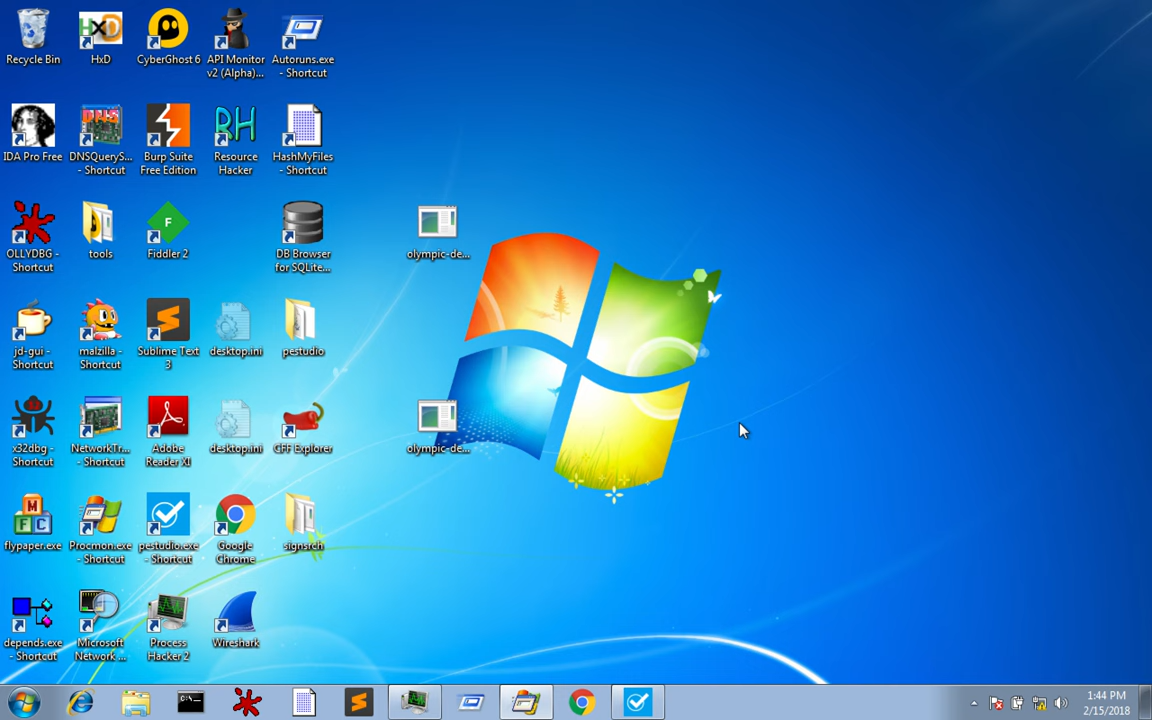 Recycle Bin
HxD
CyberGhost 6
API Monitor
v2 (Alpha)...
Autoruns.exe
- Shortcut
IDA Pro Free
DNSQueryS...
- Shortcut
Burp Suite
Free Edition
RH
Resource
Hacker
HashMyFiles
- Shortcut
OLLYDBG -
Shortcut
tools
F
Fiddler 2
DB Browser
for SQLite...
olympic-de...
jd-gui -
Shortcut
malzilla -
Shortcut
Sublime Text
3
desktop.ini
pestudio
x32dbg -
Shortcut
NetworkTr...
- Shortcut
Adobe
Reader XI
desktop.ini
CFF Explorer
olympic-de...
M
F C
flypaper.exe
Procmon.exe
- Shortcut
pestudio.exe
- Shortcut
Google
Chrome
signsrch
depends.exe
- Shortcut
Microsoft
Network ...
Process
Hacker 2
Wireshark
1:44 PM
2/15/2018